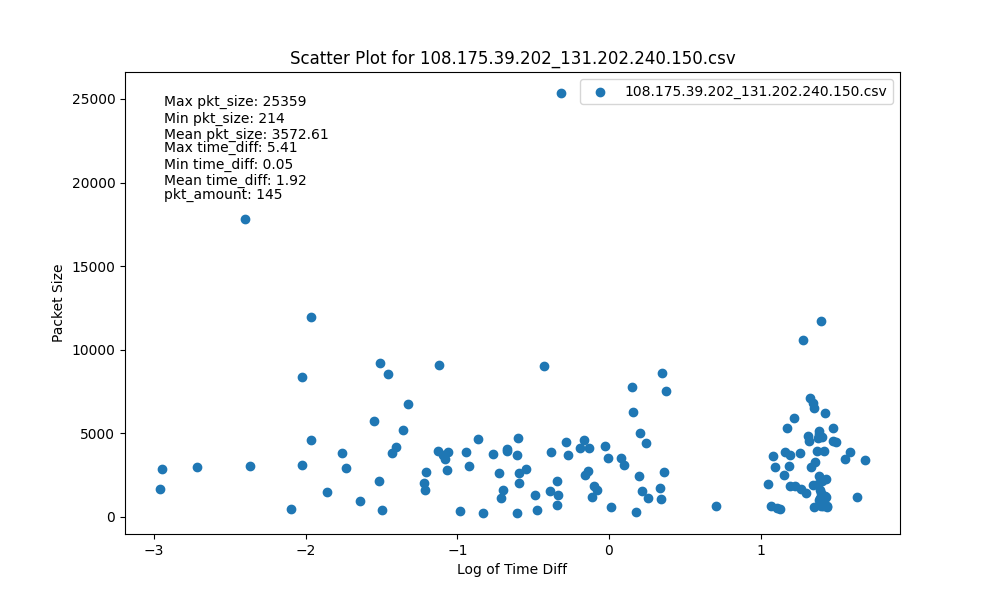 Scatter Plot for 108.175.39.202_131.202.240.150.csv
108.175.39.202_131.202.240.150.csv
Max pkt_size: 25359
Min pkt_size: 214
Mean pkt_size: 3572.61
Max time_diff: 5.41
Min time_diff: 0.05
Mean time_diff: 1.92
pkt_amount: 145
25000
20000
15000
10000
5000
0
Packet Size
−3
−2
−1
0
1
Log of Time Diff